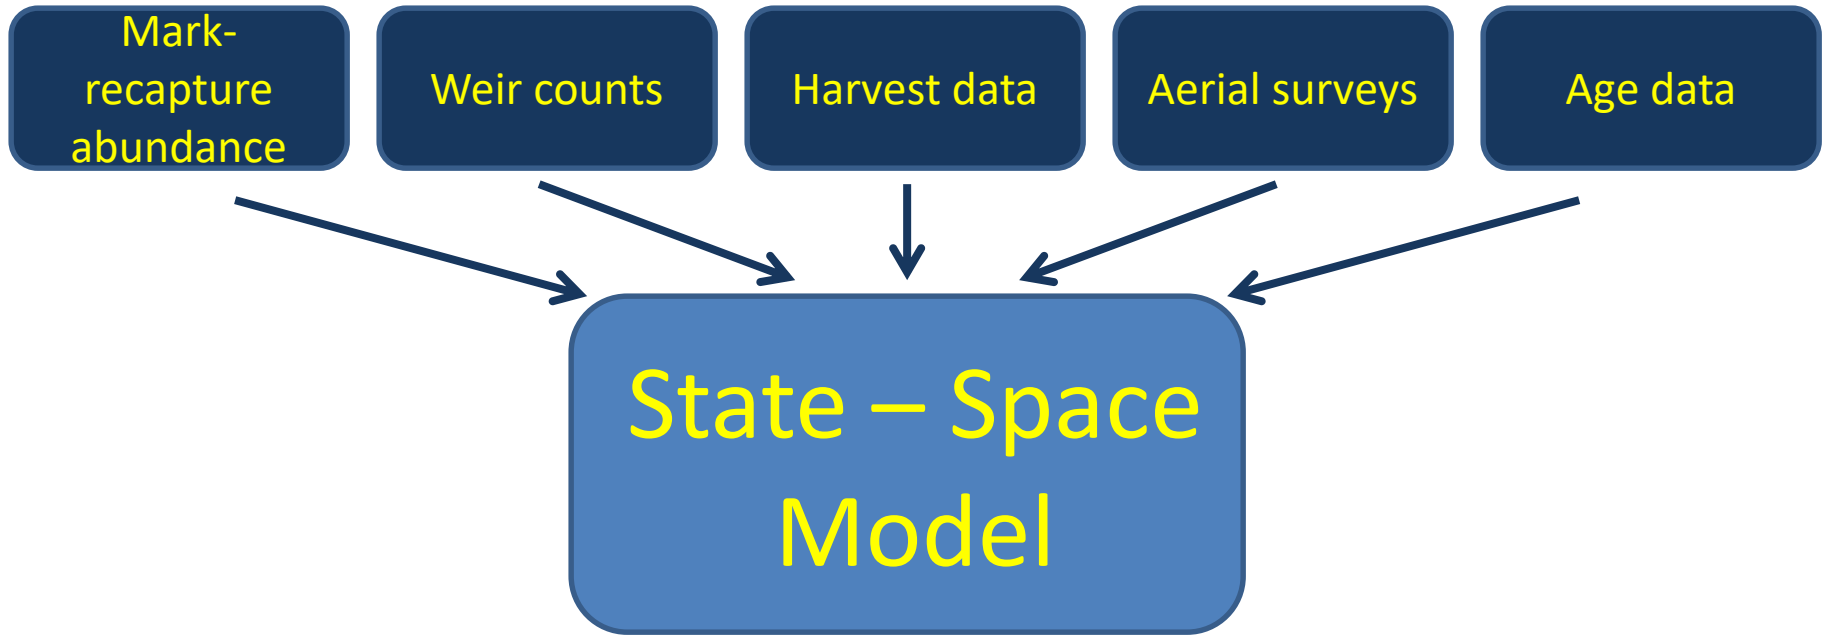 Mark-
recapture
abundance
Weir counts
Harvest data
Aerial surveys
Age data
State – Space
Model